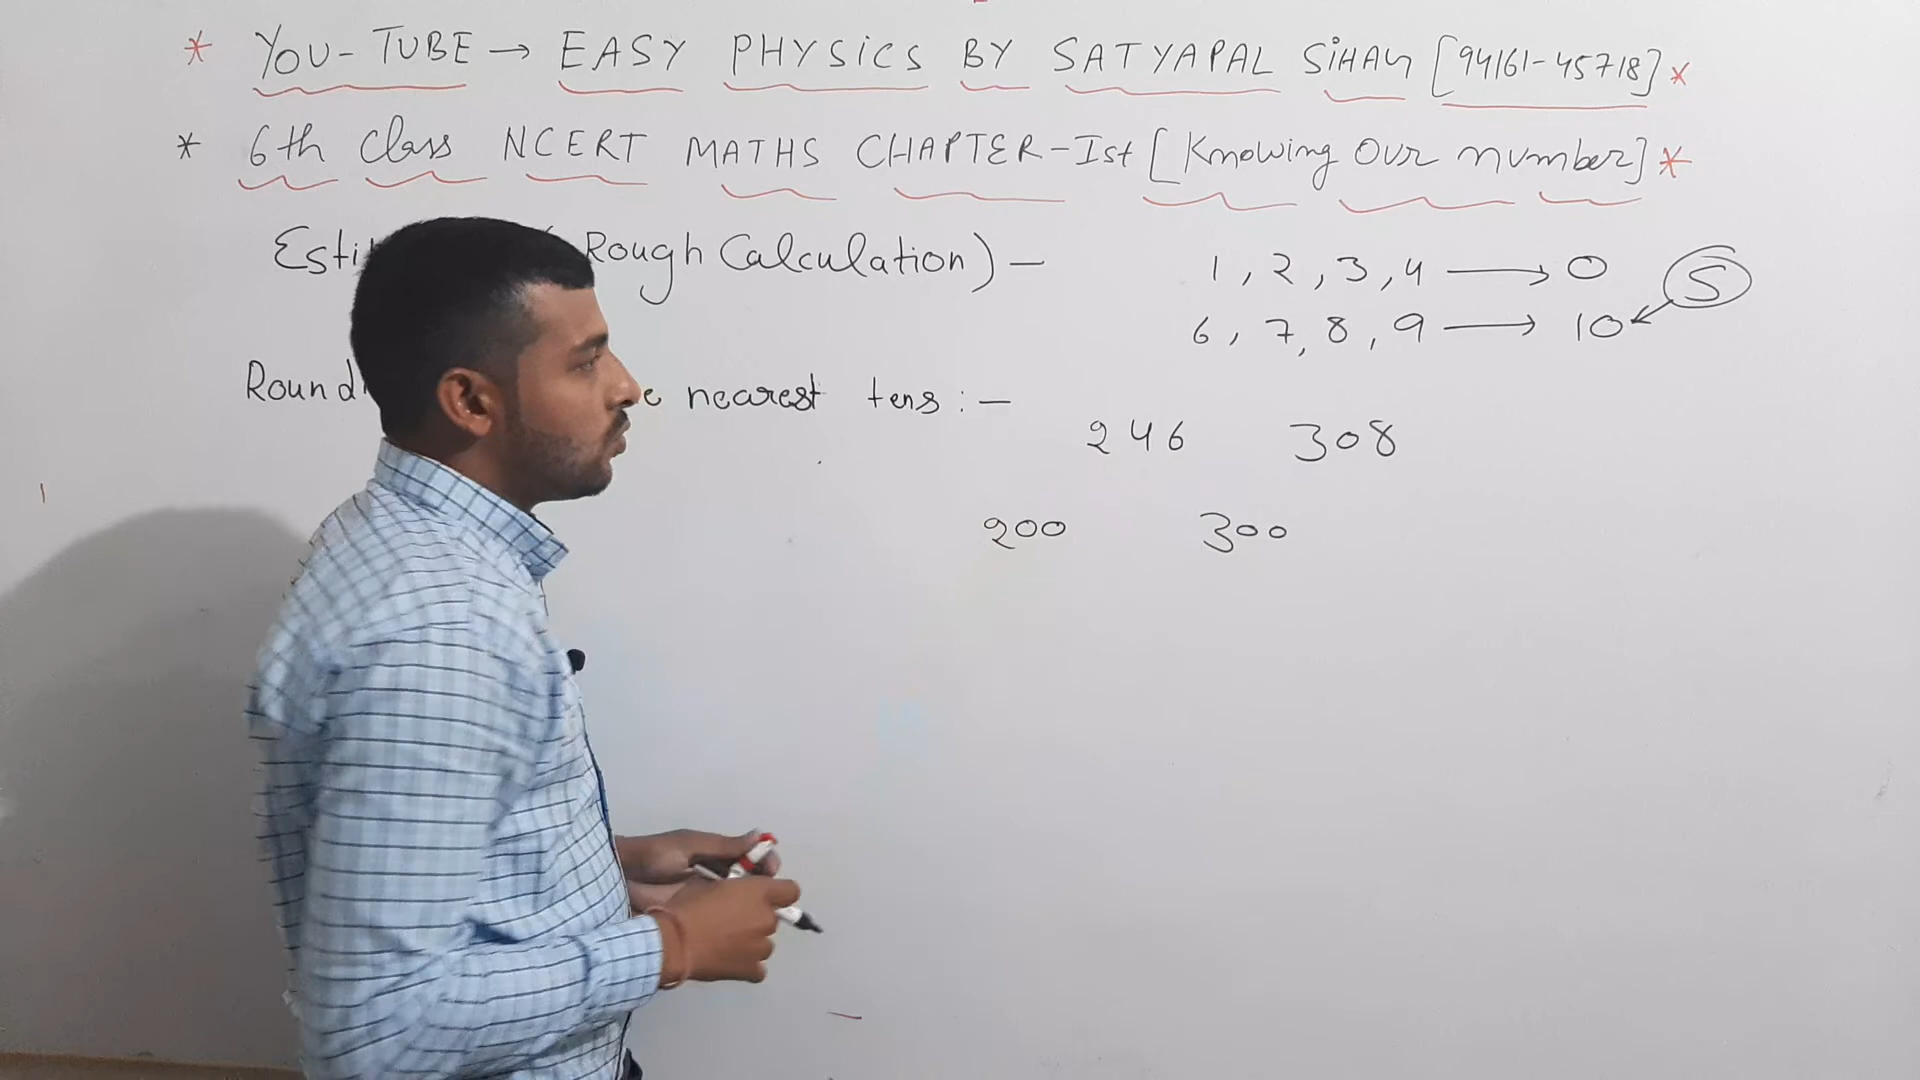 * YOU-TUBE → EASY PHYSICS BY SATYAPAL SIHAG [94161-45718] *
* 6th Class NCERT MATHS CHAPTER-Ist [Knowing Our number] *
Rough Calculation) –
1, 2, 3, 4 → 0
5
6, 7, 8, 9 → 10
nearest tens :-
246 308
200 300